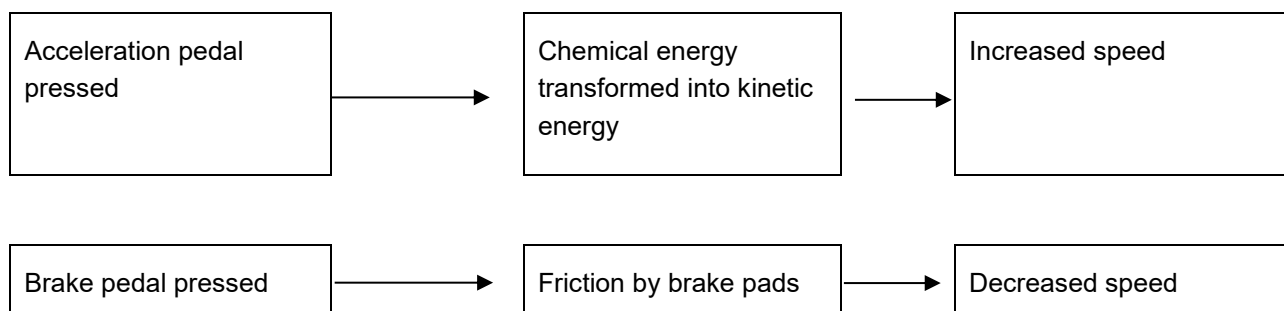 Acceleration pedal
pressed
Chemical energy
transformed into kinetic
energy
Increased speed
Brake pedal pressed
Friction by brake pads
Decreased speed